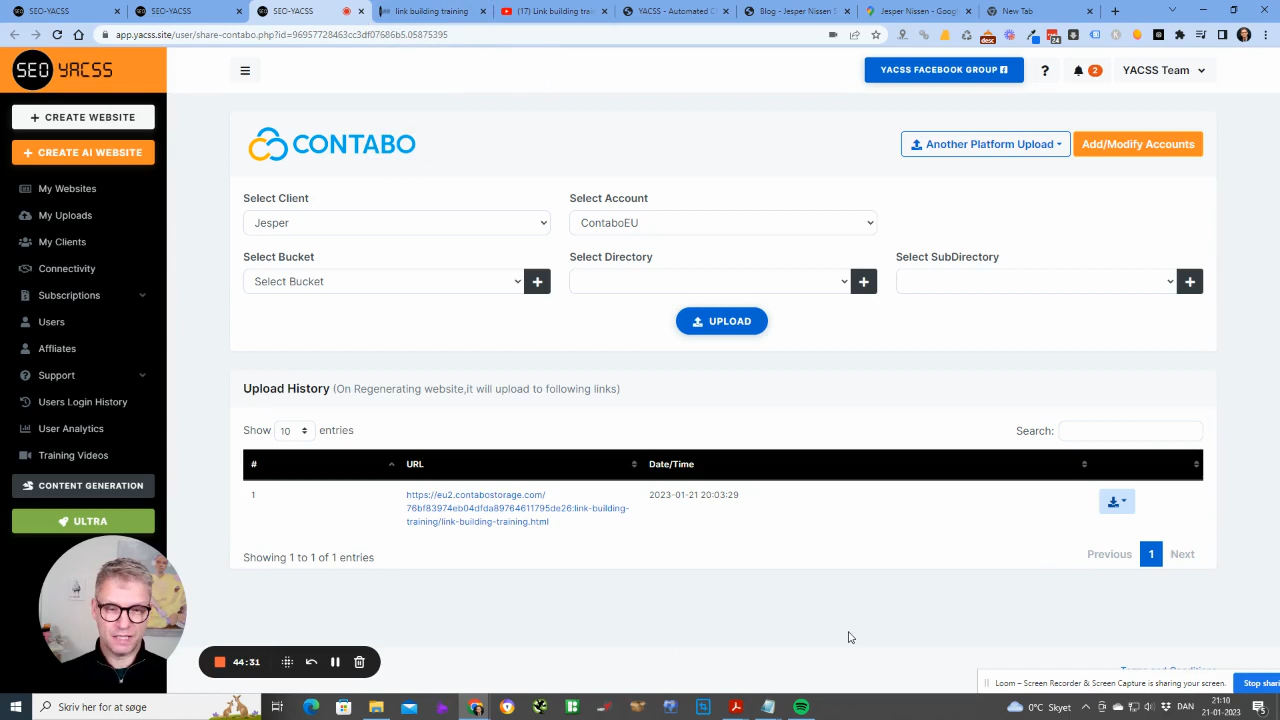 SEO YACSS
SEO YACSS
SEO YACSS
link building training
(17) Link building trai
YACSS - Automated C
Blog - Jesper Nissen S
Jesper Nissen - Goog
New Tab
app.yacss.site/user/share-contabo.php?id=96957728463cc3df07686b5.05875395
desc
24
SEO YACSS
YACSS FACEBOOK GROUP
?
2
YACSS Team
+ CREATE WEBSITE
+ CREATE AI WEBSITE
My Websites
My Uploads
My Clients
Connectivity
Subscriptions
Users
Affliates
Support
Users Login History
User Analytics
Training Videos
CONTENT GENERATION
ULTRA
CONTABO
Another Platform Upload
Add/Modify Accounts
Select Client
Select Account
Jesper
ContaboEU
Select Bucket
Select Directory
Select SubDirectory
Select Bucket
UPLOAD
Upload History (On Regenerating website,it will upload to following links)
Show 10 entries
Search:
# URL Date/Time
1 https://eu2.contabostorage.com/ 2023-01-21 20:03:29
76bf83974eb04dfda89764611795de26:link-building-
training/link-building-training.html
Showing 1 to 1 of 1 entries
Previous 1 Next
44:31
Terms and Conditions
Loom – Screen Recorder & Screen Capture is sharing your screen.
Stop shari
Skriv her for at søge
0°C Skyet
21:10
21-01-2023